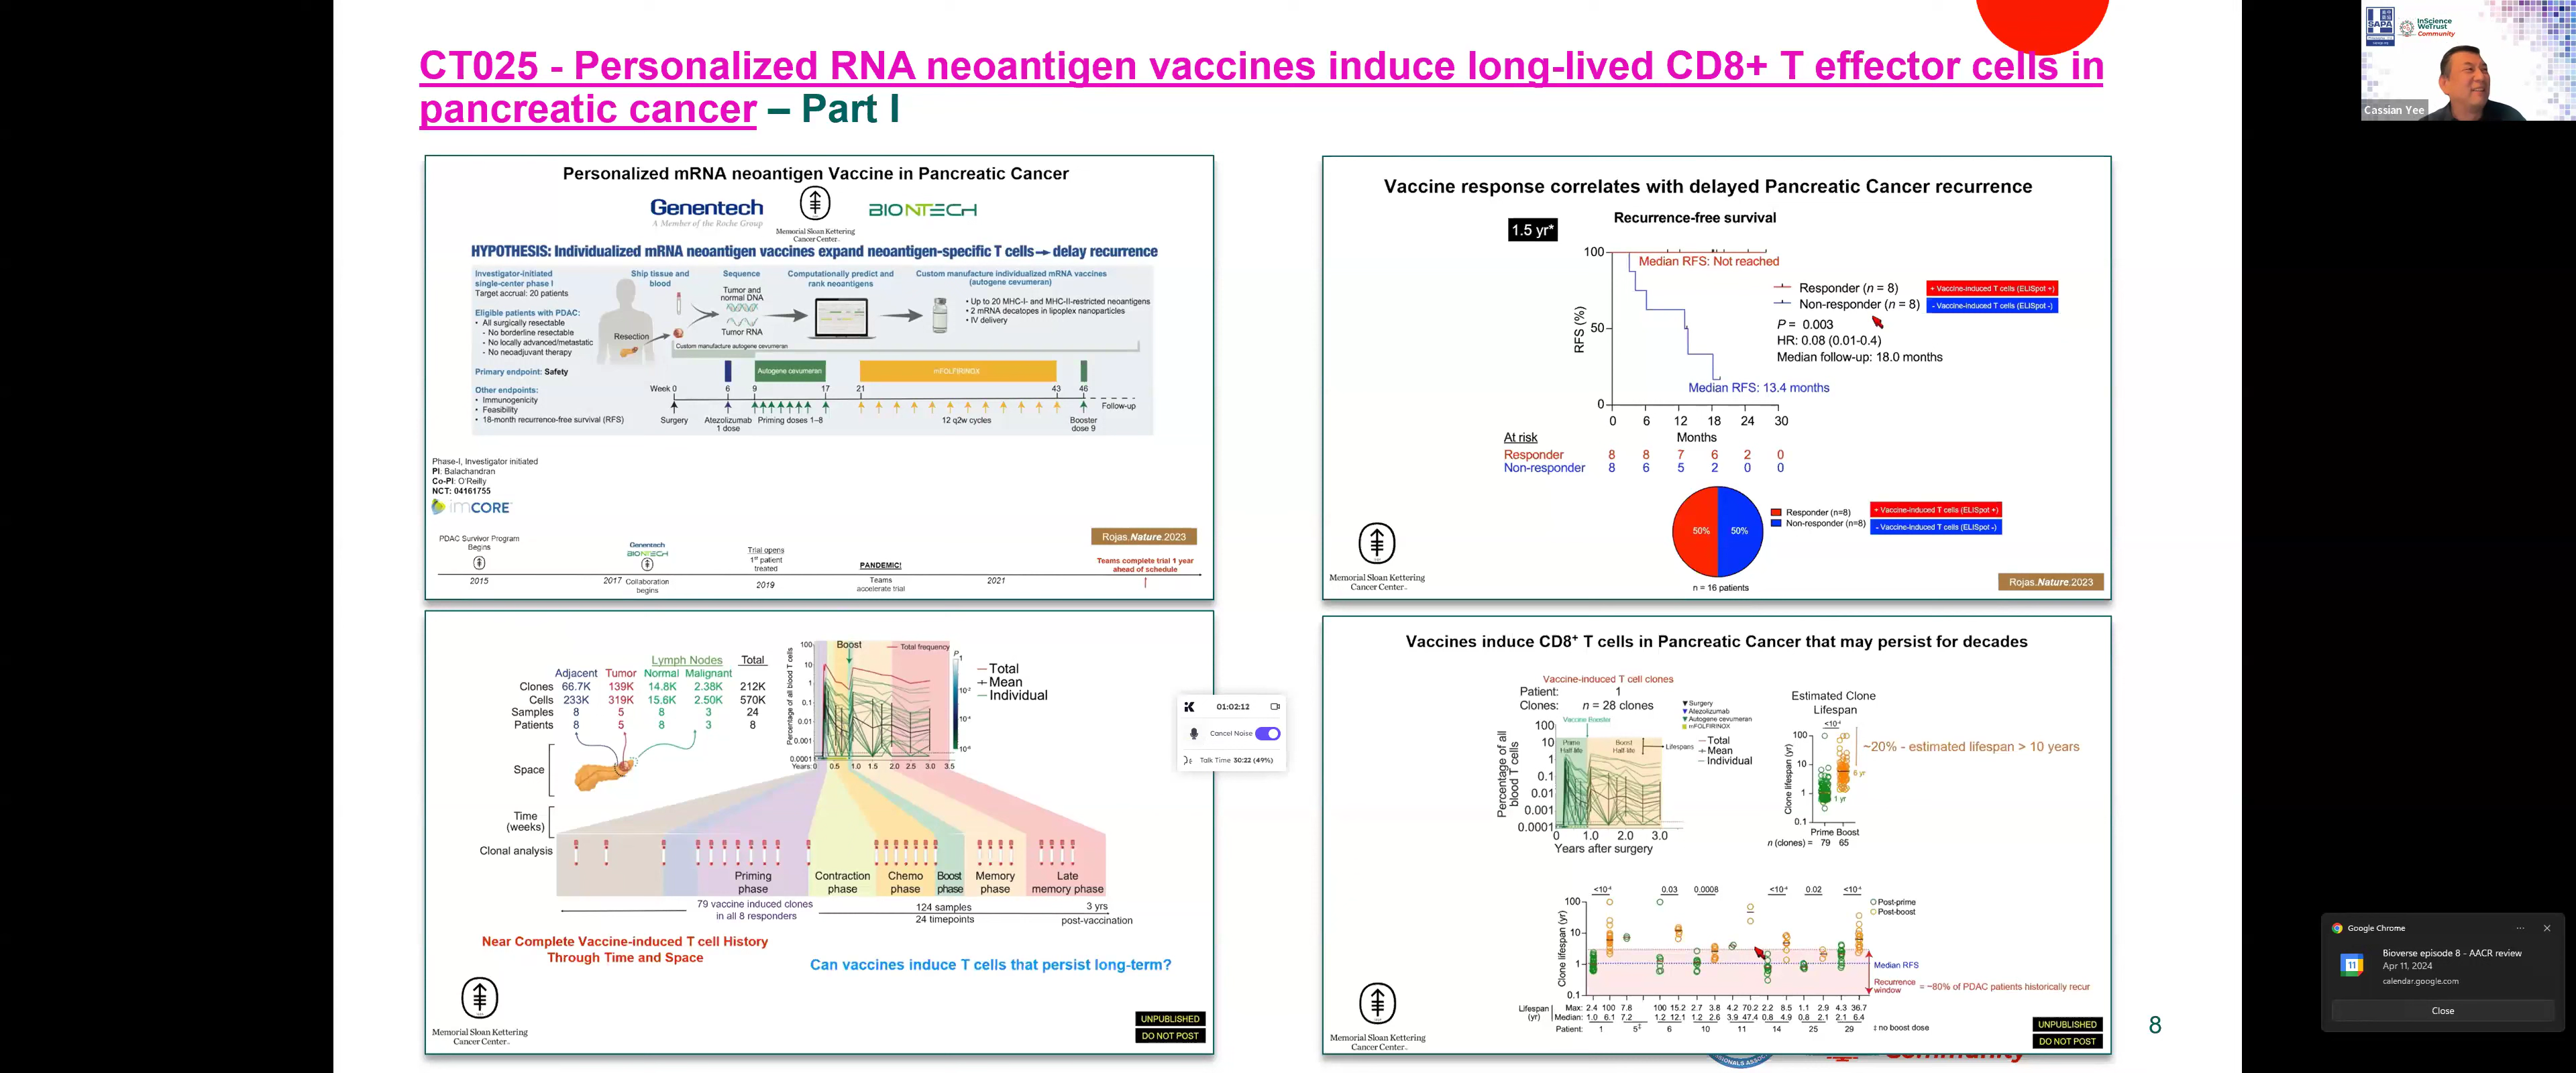 CT025 - Personalized RNA neoantigen vaccines induce long-lived CD8+ T effector cells in
pancreatic cancer – Part I
SAPA
InScience
WeTrust
Community
Cassian Yee
Personalized mRNA neoantigen Vaccine in Pancreatic Cancer
Genentech
A Member of the Roche Group
Memorial Sloan Kettering
Cancer Center
BIONTECH
HYPOTHESIS: Individualized mRNA neoantigen vaccines expand neoantigen-specific T cells→ delay recurrence
Investigator-initiated
single-center phase I
Target accrual: 20 patients
Eligible patients with PDAC:
• All surgically resectable
- No borderline resectable
- No locally advanced/metastatic
- No neoadjuvant therapy
Primary endpoint: Safety
Other endpoints:
• Immunogenicity
• Feasibility
• 18-month recurrence-free survival (RFS)
Ship tissue and
blood
Resection
Sequence
Tumor and
normal DNA
Tumor RNA
Computationally predict and
rank neoantigens
Custom manufacture individualized mRNA vaccines
(autogene cevumeran)
• Up to 20 MHC-I- and MHC-II-restricted neoantigens
• 2 mRNA decatopes in lipoplex nanoparticles
• IV delivery
Custom manufacture autogene cevumeran
Autogene cevumeran
mFOLFIRINOX
Week 0 6 9 17 21 43 46
Follow-up
Surgery
Atezolizumab
1 dose
Priming doses 1–8
12 q2w cycles
Booster
dose 9
Phase-I, Investigator initiated
PI: Balachandran
Co-PI: O'Reilly
NCT: 04161755
imCORE
Rojas.Nature.2023
PDAC Survivor Program
Begins
2015
Genentech
BIONTECH
2017 Collaboration
begins
Trial opens
1st patient
treated
2019
PANDEMIC!
Teams
accelerate trial
2021
Teams complete trial 1 year
ahead of schedule
Vaccine response correlates with delayed Pancreatic Cancer recurrence
1.5 yr*
Recurrence-free survival
RFS (%)
100
50
0
Median RFS: Not reached
Median RFS: 13.4 months
Responder (n = 8)
Non-responder (n = 8)
+ Vaccine-induced T cells (ELISpot +)
- Vaccine-induced T cells (ELISpot -)
P = 0.003
HR: 0.08 (0.01-0.4)
Median follow-up: 18.0 months
0 6 12 18 24 30
Months
At risk
Responder 8 8 7 6 2 0
Non-responder 8 6 5 2 0 0
50% 50%
Responder (n=8)
Non-responder (n=8)
+ Vaccine-induced T cells (ELISpot +)
- Vaccine-induced T cells (ELISpot -)
n = 16 patients
Memorial Sloan Kettering
Cancer Center
Rojas.Nature.2023
Lymph Nodes Total
Adjacent Tumor Normal Malignant
Clones 66.7K 139K 14.8K 2.38K 212K
Cells 233K 319K 15.6K 2.50K 570K
Samples 8 5 8 3 24
Patients 8 5 8 3 8
Space
Time
(weeks)
Clonal analysis
Boost
Total frequency
Percentage of all blood T cells
100
10
1
0.1
0.01
0.001
0.0001
Years: 0 0.5 1.0 1.5 2.0 2.5 3.0 3.5
P
1
10-2
10-4
10-6
Total
Mean
Individual
Priming
phase
Contraction
phase
Chemo
phase
Boost
phase
Memory
phase
Late
memory phase
79 vaccine induced clones
in all 8 responders
124 samples
24 timepoints
3 yrs
post-vaccination
Near Complete Vaccine-induced T cell History
Through Time and Space
Can vaccines induce T cells that persist long-term?
Memorial Sloan Kettering
Cancer Center
UNPUBLISHED
DO NOT POST
01:02:12
Cancel Noise
Talk Time 30:22 (49%)
Vaccines induce CD8+ T cells in Pancreatic Cancer that may persist for decades
Vaccine-induced T cell clones
Patient: 1
Clones: n = 28 clones
Vaccine Booster
Surgery
Atezolizumab
Autogene cevumeran
mFOLFIRINOX
Percentage of all
blood T cells
100
10
1
0.1
0.01
0.001
0.0001
Prime
Half-life
Boost
Half-life
Lifespans
Total
Mean
Individual
0 1.0 2.0 3.0
Years after surgery
Estimated Clone
Lifespan
<10-4
Clone lifespan (yr)
100
10
1
0.1
6 yr
1 yr
Prime Boost
n (clones) = 79 65
~20% - estimated lifespan > 10 years
<10-4 0.03 0.0008 <10-4 0.02 <10-4
Post-prime
Post-boost
Clone lifespan (yr)
100
10
1
0.1
Median RFS
Recurrence
window
= ~80% of PDAC patients historically recur
Lifespan
(yr)
Max: 2.4 100 7.8 100 15.2 2.7 3.8 4.2 70.2 2.2 8.5 1.1 2.9 4.3 36.7
Median: 1.0 6.1 7.2 1.2 12.1 1.2 2.6 3.9 47.4 0.8 4.9 0.8 2.1 2.1 6.4
Patient: 1 5‡ 6 10 11 14 25 29
‡ no boost dose
Memorial Sloan Kettering
Cancer Center
UNPUBLISHED
DO NOT POST
8
Community
Google Chrome
Bioverse episode 8 - AACR review
Apr 11, 2024
calendar.google.com
11
Close